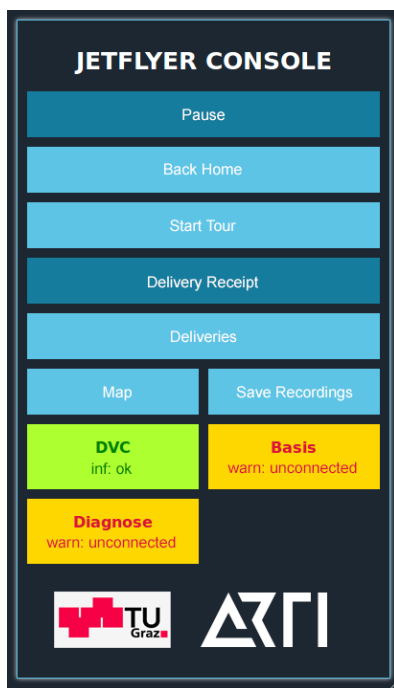 JETFLYER CONSOLE
Pause
Back Home
Start Tour
Delivery Receipt
Deliveries
Map
Save Recordings
DVC
inf: ok
Basis
warn: unconnected
Diagnose
warn: unconnected
TU
Graz
ARTI